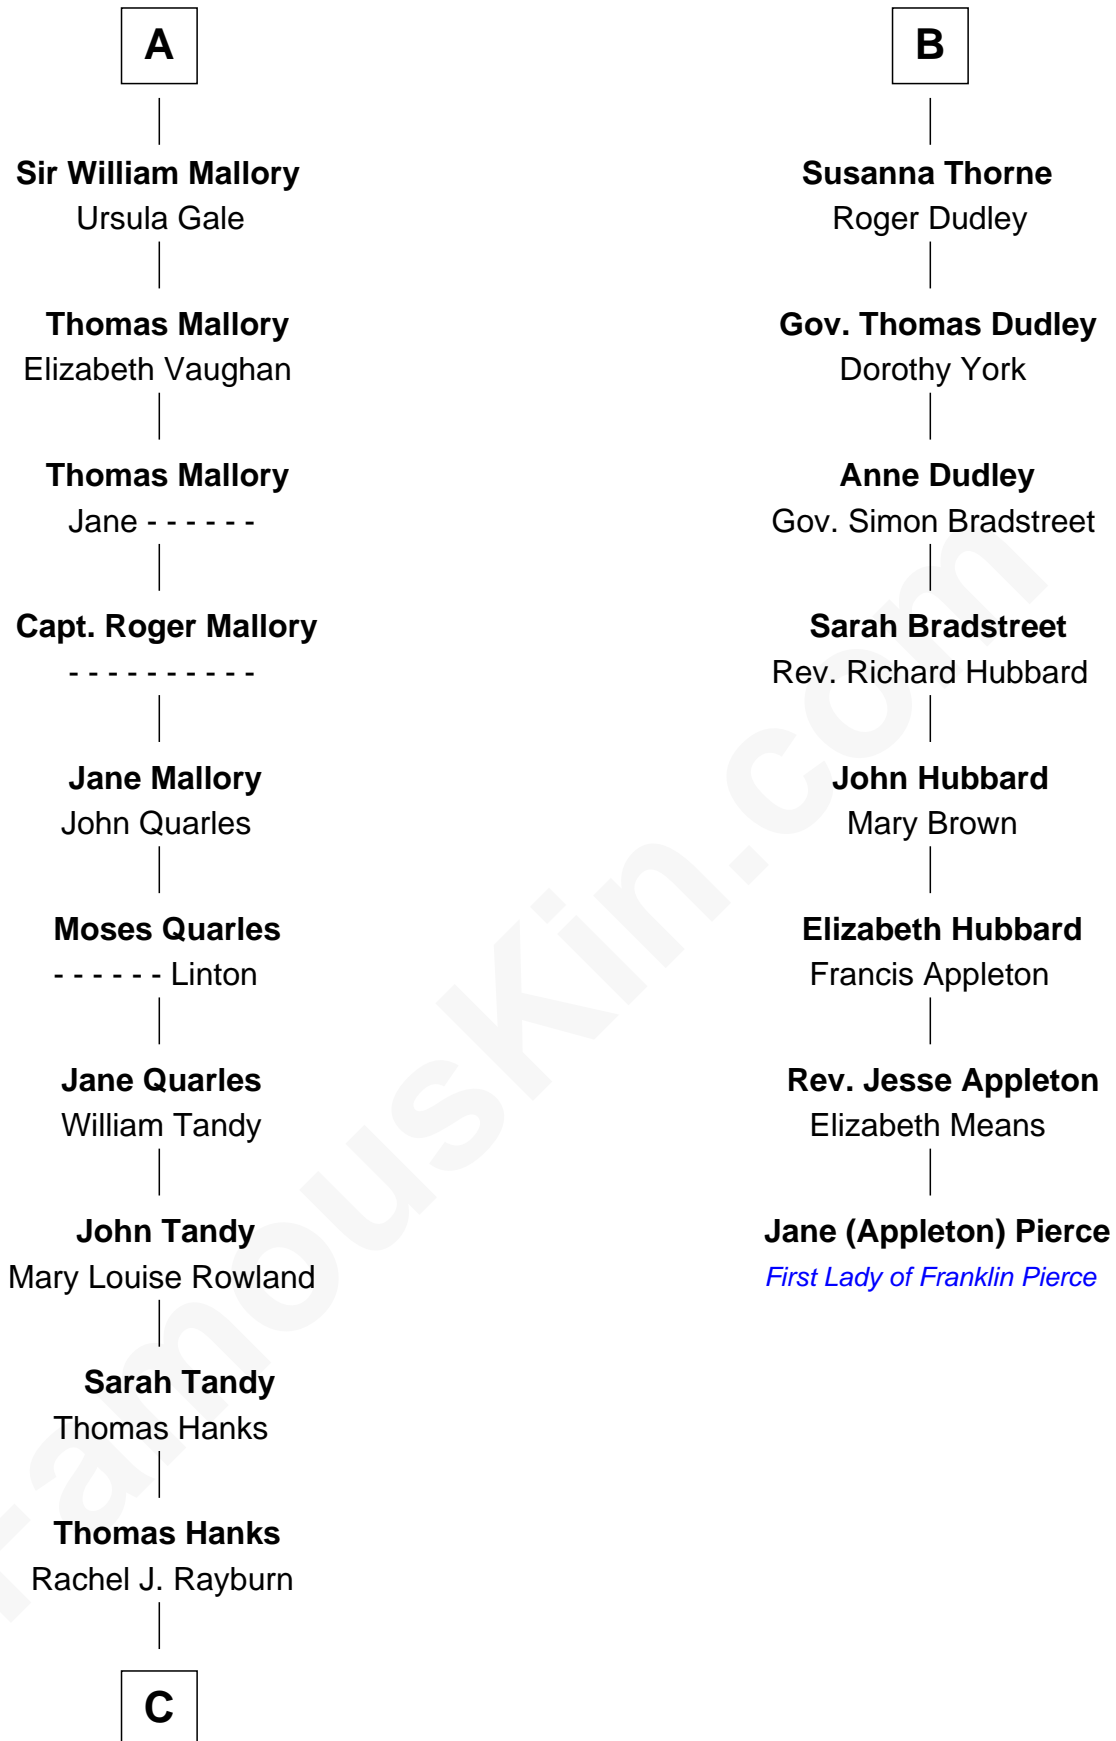 A
Sir William Mallory
Ursula Gale
Thomas Mallory
Elizabeth Vaughan
Thomas Mallory
Jane - - - - - -
Capt. Roger Mallory
- - - - - - - - - -
Jane Mallory
John Quarles
Moses Quarles
- - - - - - Linton
Jane Quarles
William Tandy
John Tandy
Mary Louise Rowland
Sarah Tandy
Thomas Hanks
Thomas Hanks
Rachel J. Rayburn
C
B
Susanna Thorne
Roger Dudley
Gov. Thomas Dudley
Dorothy York
Anne Dudley
Gov. Simon Bradstreet
Sarah Bradstreet
Rev. Richard Hubbard
John Hubbard
Mary Brown
Elizabeth Hubbard
Francis Appleton
Rev. Jesse Appleton
Elizabeth Means
Jane (Appleton) Pierce
First Lady of Franklin Pierce
FamousKin.com